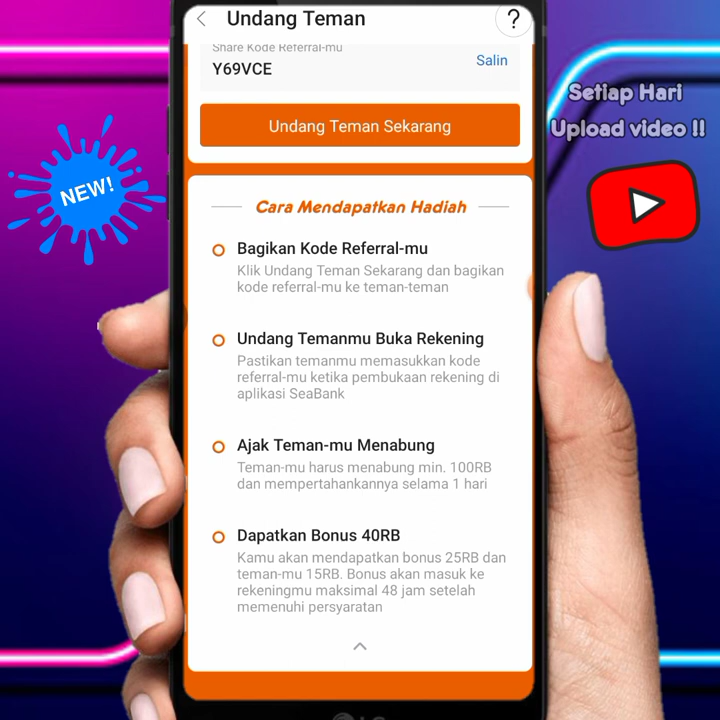 Undang Teman
?
Share Kode Referral-mu
Y69VCE
Salin
Undang Teman Sekarang
Setiap Hari
Upload video !!
NEW!
Cara Mendapatkan Hadiah
Bagikan Kode Referral-mu
Klik Undang Teman Sekarang dan bagikan
kode referral-mu ke teman-teman
Undang Temanmu Buka Rekening
Pastikan temanmu memasukkan kode
referral-mu ketika pembukaan rekening di
aplikasi SeaBank
Ajak Teman-mu Menabung
Teman-mu harus menabung min. 100RB
dan mempertahankannya selama 1 hari
Dapatkan Bonus 40RB
Kamu akan mendapatkan bonus 25RB dan
teman-mu 15RB. Bonus akan masuk ke
rekeningmu maksimal 48 jam setelah
memenuhi persyaratan
LG